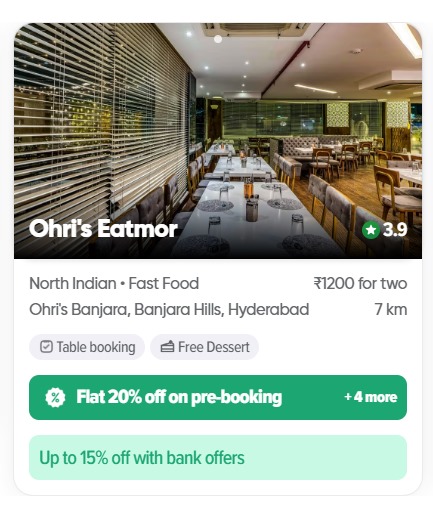 Ohri's Eatmor
3.9
North Indian • Fast Food ₹1200 for two
Ohri's Banjara, Banjara Hills, Hyderabad 7 km
Table booking Free Dessert
Flat 20% off on pre-booking + 4 more
Up to 15% off with bank offers